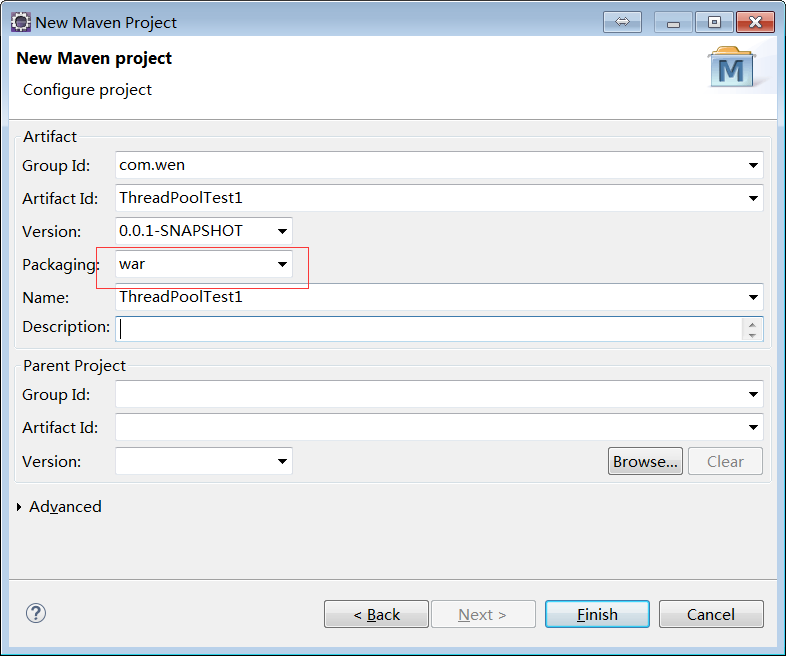 New Maven Project
New Maven project
Configure project
M
Artifact
Group Id: com.wen
Artifact Id: ThreadPoolTest1
Version: 0.0.1-SNAPSHOT
Packaging: war
Name: ThreadPoolTest1
Description:
Parent Project
Group Id:
Artifact Id:
Version: Browse... Clear
Advanced
? < Back Next > Finish Cancel